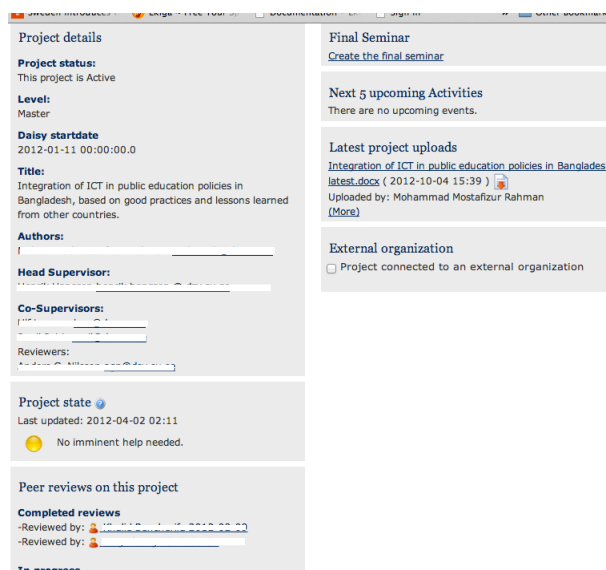 Project details
Project status:
This project is Active
Level:
Master
Daisy startdate
2012-01-11 00:00:00.0
Title:
Integration of ICT in public education policies in
Bangladesh, based on good practices and lessons learned
from other countries.
Authors:
Head Supervisor:
Co-Supervisors:
Reviewers:
Project state
Last updated: 2012-04-02 02:11
No imminent help needed.
Peer reviews on this project
Completed reviews
-Reviewed by:
-Reviewed by:
In progress
Final Seminar
Create the final seminar
Next 5 upcoming Activities
There are no upcoming events.
Latest project uploads
Integration of ICT in public education policies in Banglades
latest.docx ( 2012-10-04 15:39 )
Uploaded by: Mohammad Mostafizur Rahman
(More)
External organization
Project connected to an external organization